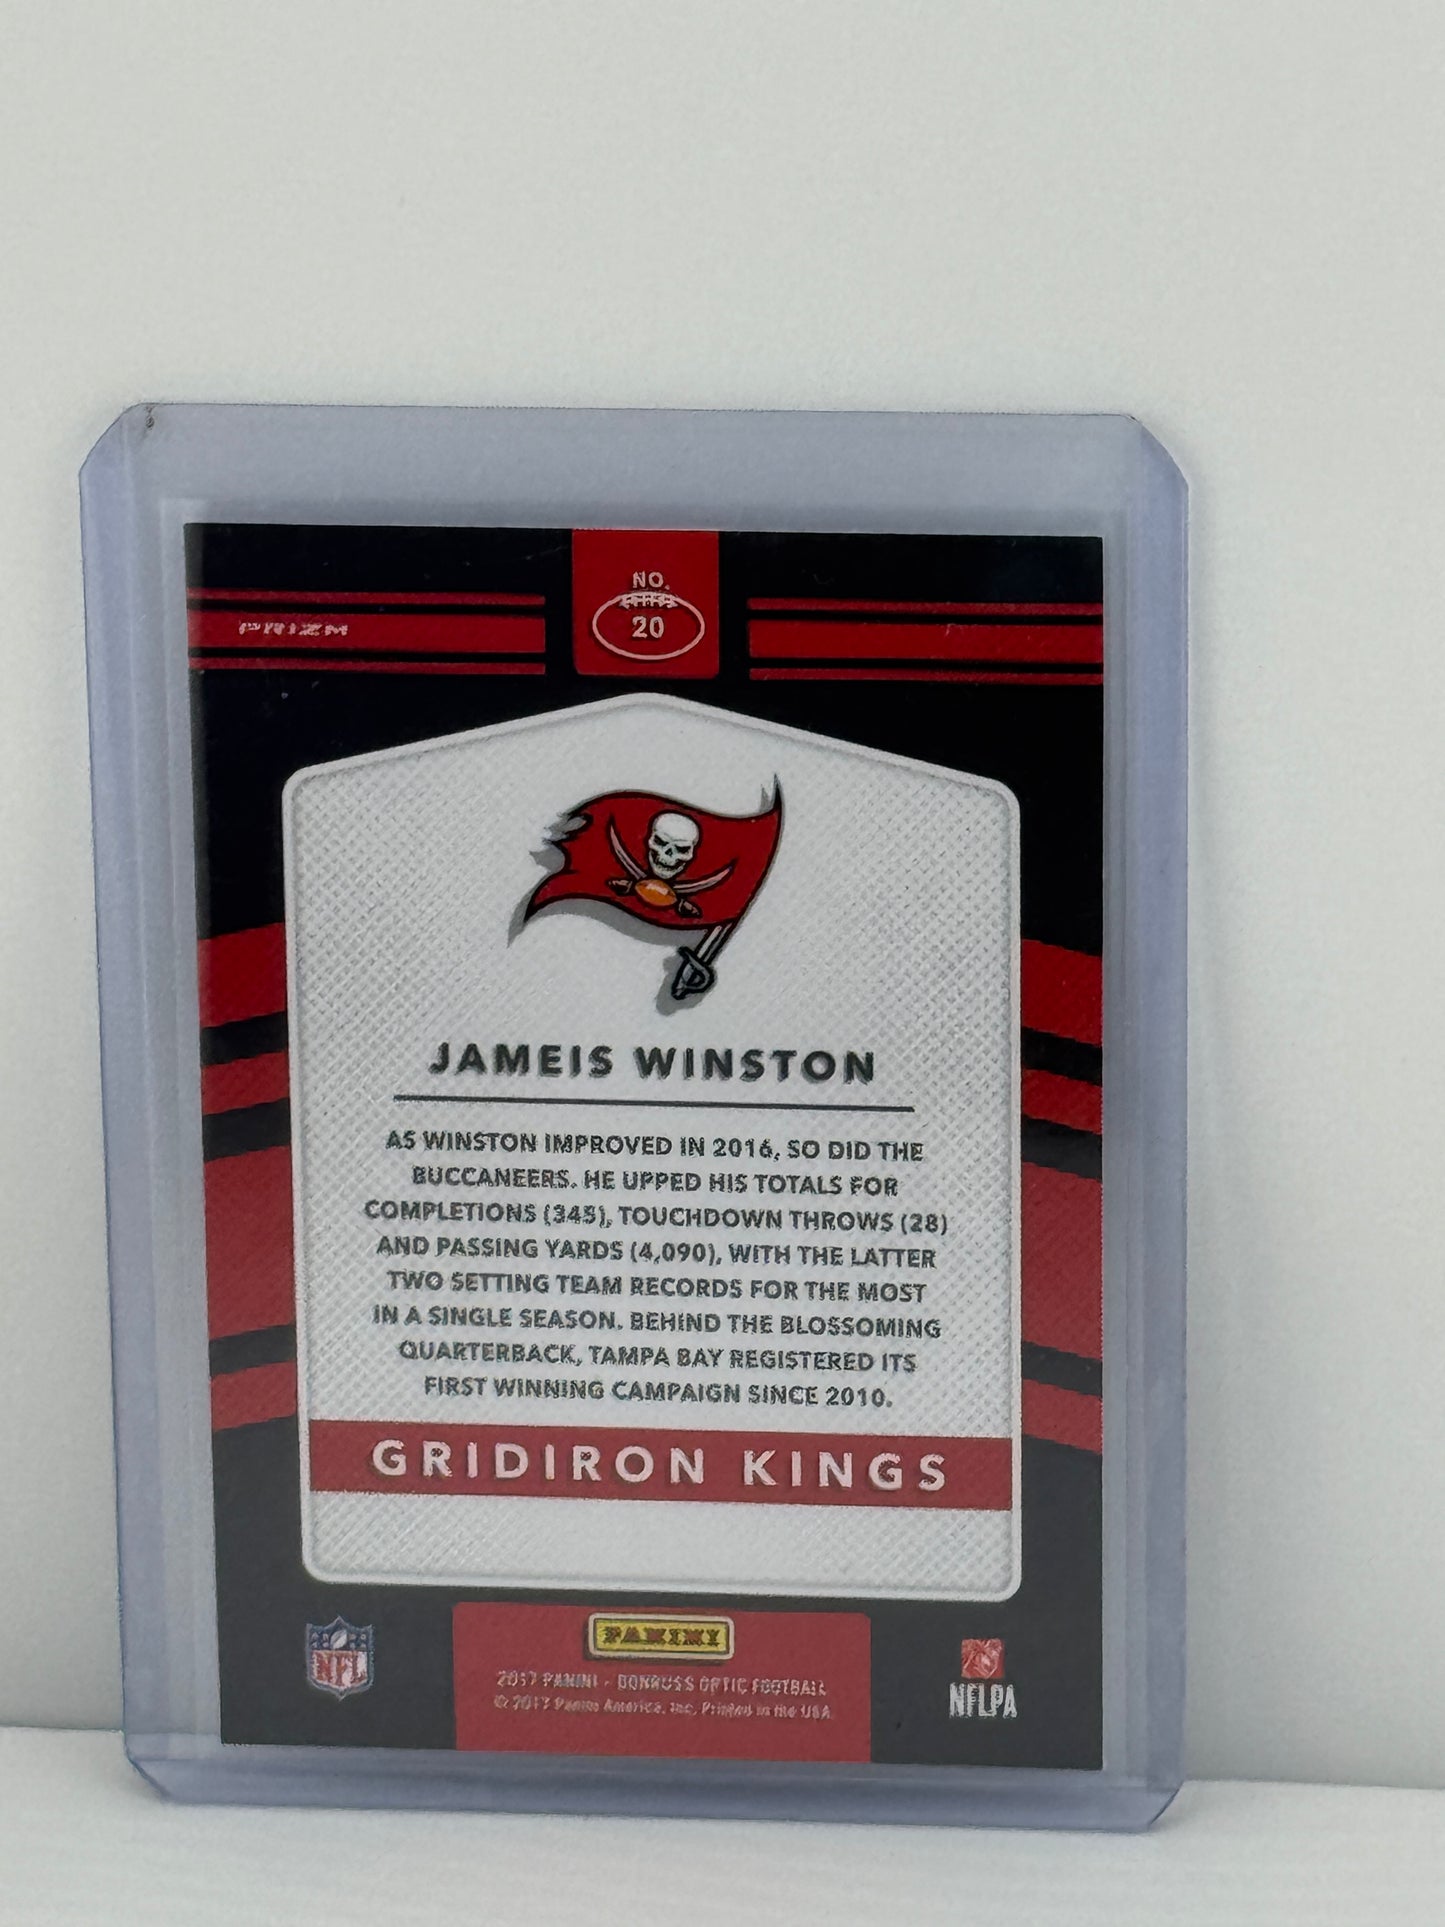 NO.
20
PRIZM
JAMEIS WINSTON
AS WINSTON IMPROVED IN 2016, SO DID THE
BUCCANEERS. HE UPPED HIS TOTALS FOR
COMPLETIONS (345), TOUCHDOWN THROWS (28)
AND PASSING YARDS (4,090), WITH THE LATTER
TWO SETTING TEAM RECORDS FOR THE MOST
IN A SINGLE SEASON. BEHIND THE BLOSSOMING
QUARTERBACK, TAMPA BAY REGISTERED ITS
FIRST WINNING CAMPAIGN SINCE 2010.
GRIDIRON KINGS
PANINI
NFL
2017 PANINI - DONRUSS OPTIC FOOTBALL
© 2017 Panini America, Inc. Printed in the USA.
NFLPA